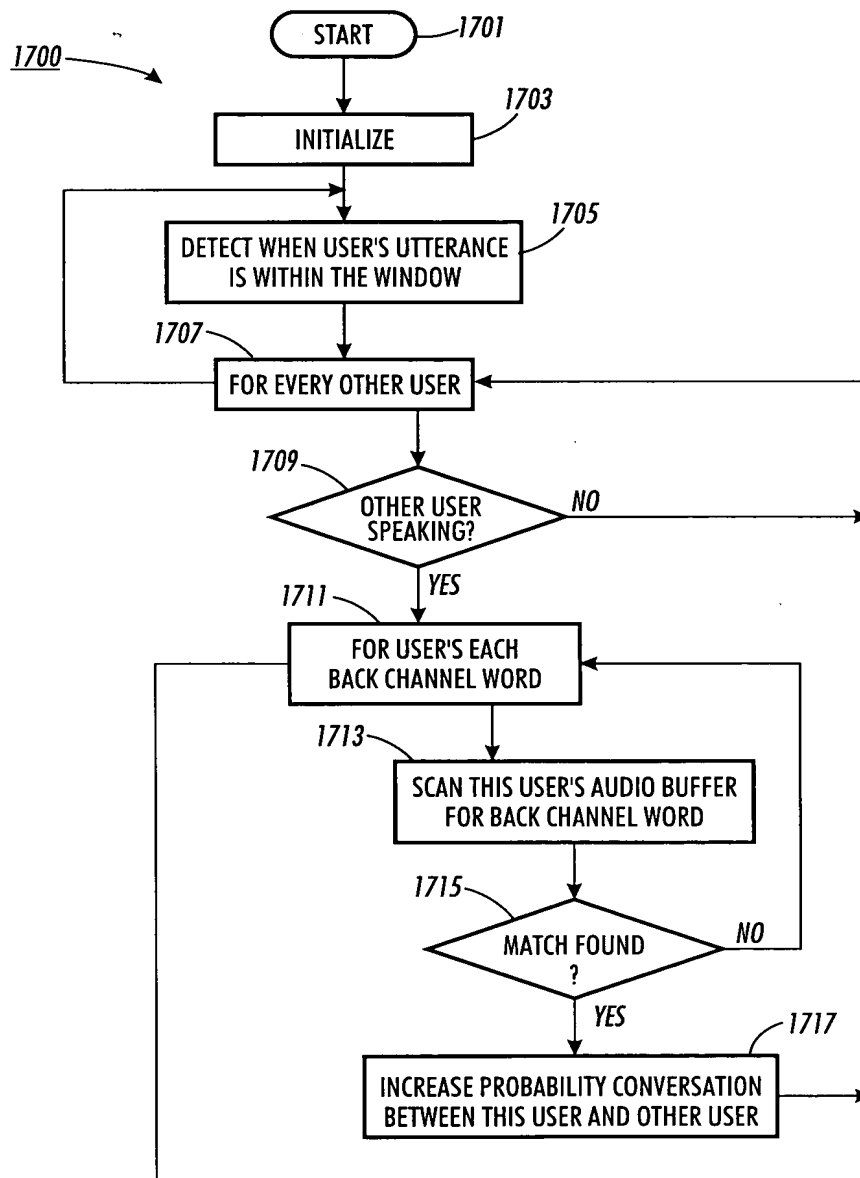 START
1701
1700
1703
INITIALIZE
1705
DETECT WHEN USER'S UTTERANCE
IS WITHIN THE WINDOW
1707
FOR EVERY OTHER USER
1709
OTHER USER
SPEAKING?
NO
YES
1711
FOR USER'S EACH
BACK CHANNEL WORD
1713
SCAN THIS USER'S AUDIO BUFFER
FOR BACK CHANNEL WORD
1715
MATCH FOUND
?
NO
YES
1717
INCREASE PROBABILITY CONVERSATION
BETWEEN THIS USER AND OTHER USER